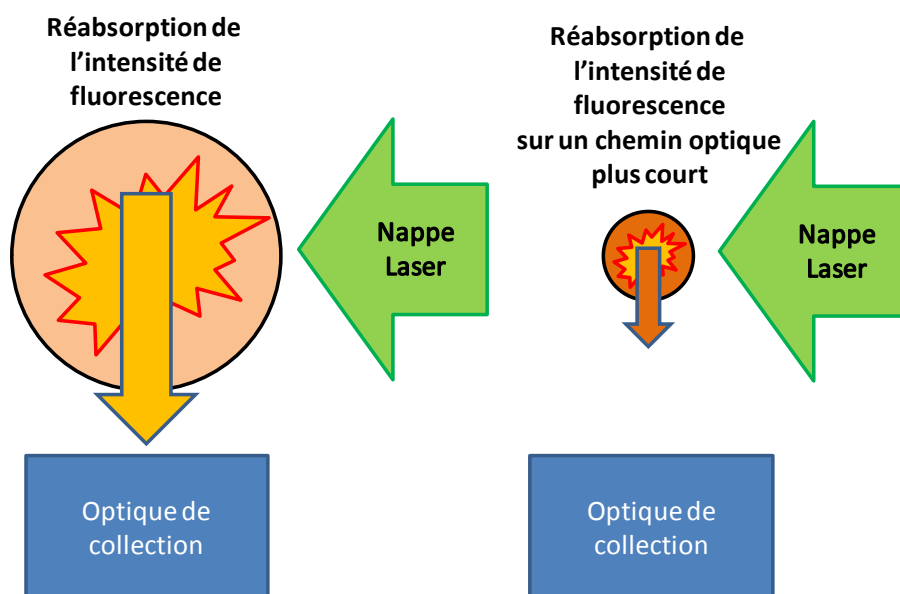 Réabsorption de
l'intensité de
fluorescence
Réabsorption de
l'intensité de
fluorescence
sur un chemin optique
plus court
Nappe
Laser
Nappe
Laser
Optique de
collection
Optique de
collection